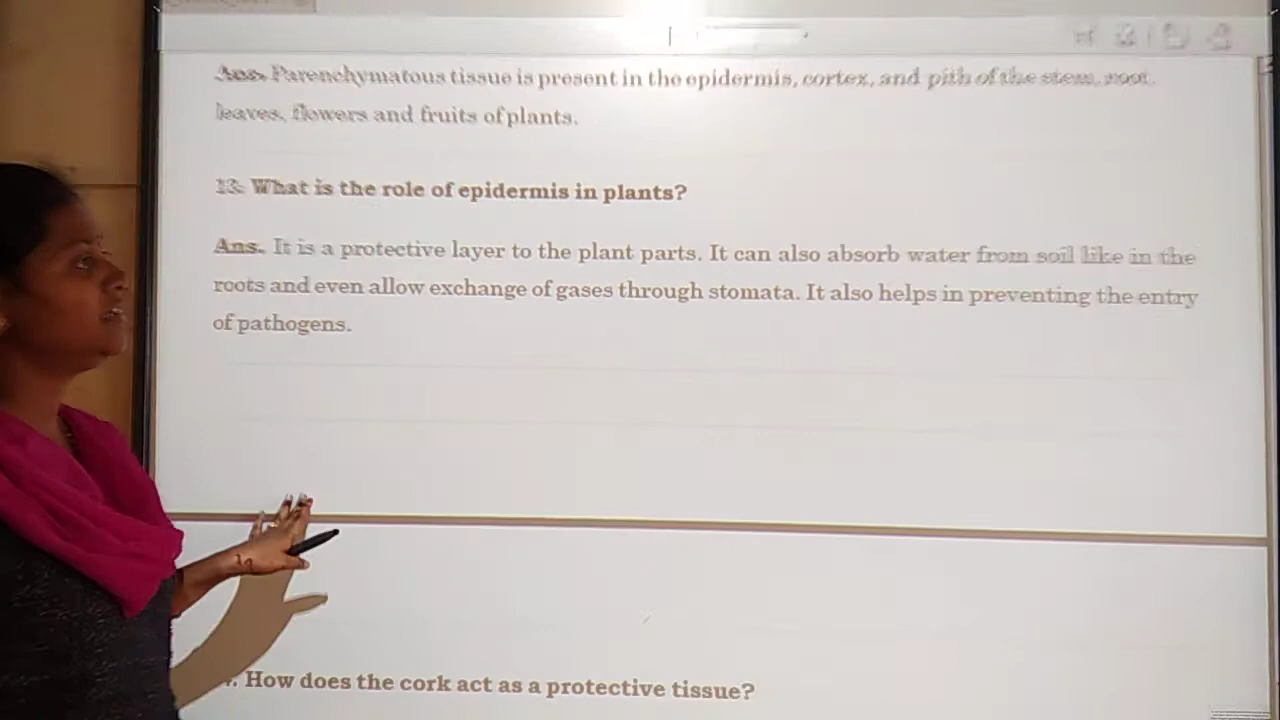 Ans. Parenchymatous tissue is present in the epidermis, cortex, and pith of the stem, root,
leaves, flowers and fruits of plants.
13. What is the role of epidermis in plants?
Ans. It is a protective layer to the plant parts. It can also absorb water from soil like in the
roots and even allow exchange of gases through stomata. It also helps in preventing the entry
of pathogens.
. How does the cork act as a protective tissue?